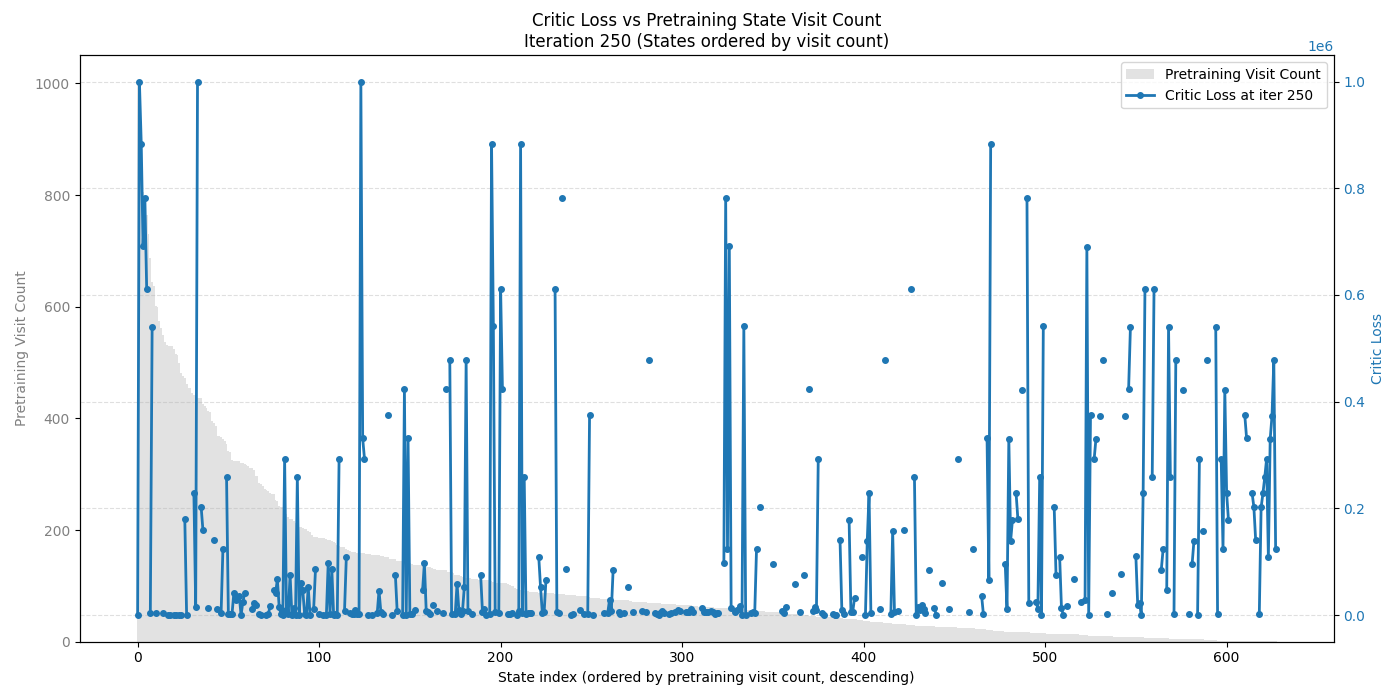 Critic Loss vs Pretraining State Visit Count
Iteration 250 (States ordered by visit count)
1e6
Pretraining Visit Count
Critic Loss at iter 250
1000
800
600
400
200
0
Pretraining Visit Count
1.0
0.8
0.6
0.4
0.2
0.0
Critic Loss
0 100 200 300 400 500 600
State index (ordered by pretraining visit count, descending)